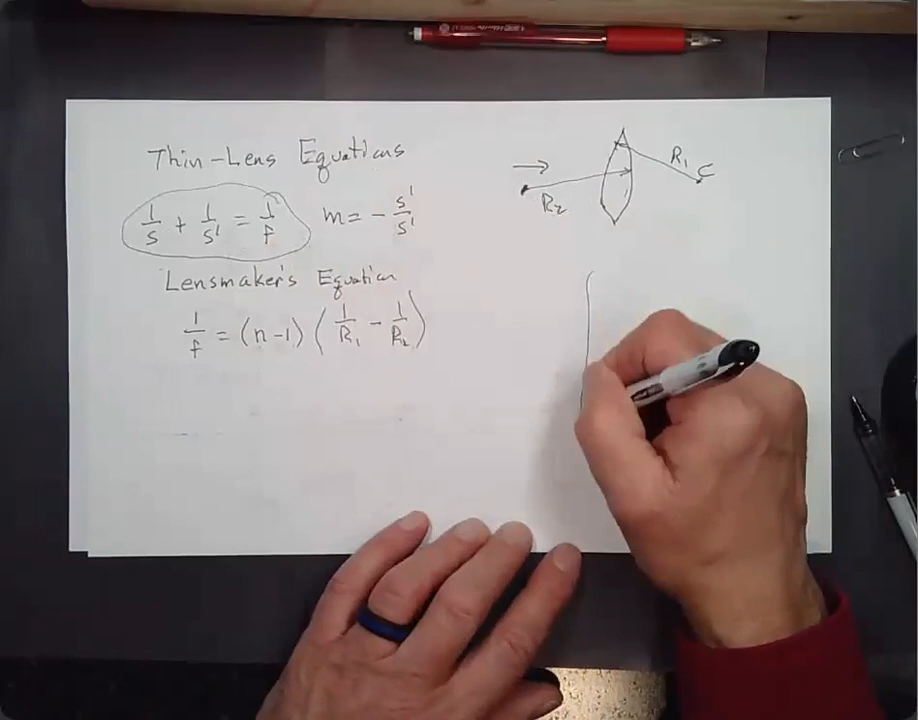 Thin-Lens Equations
1/s + 1/s' = 1/f m = - s'/s'
Lensmaker's Equation
1/f = (n-1) (1/R₁ - 1/R₂)
R₁ C
R₂